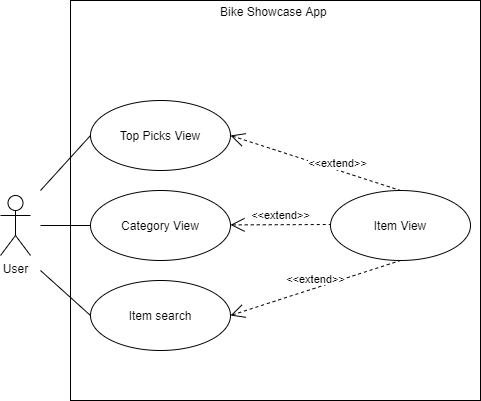 Bike Showcase App
Top Picks View
<<extend>>
Category View
<<extend>>
Item View
User
<<extend>>
Item search